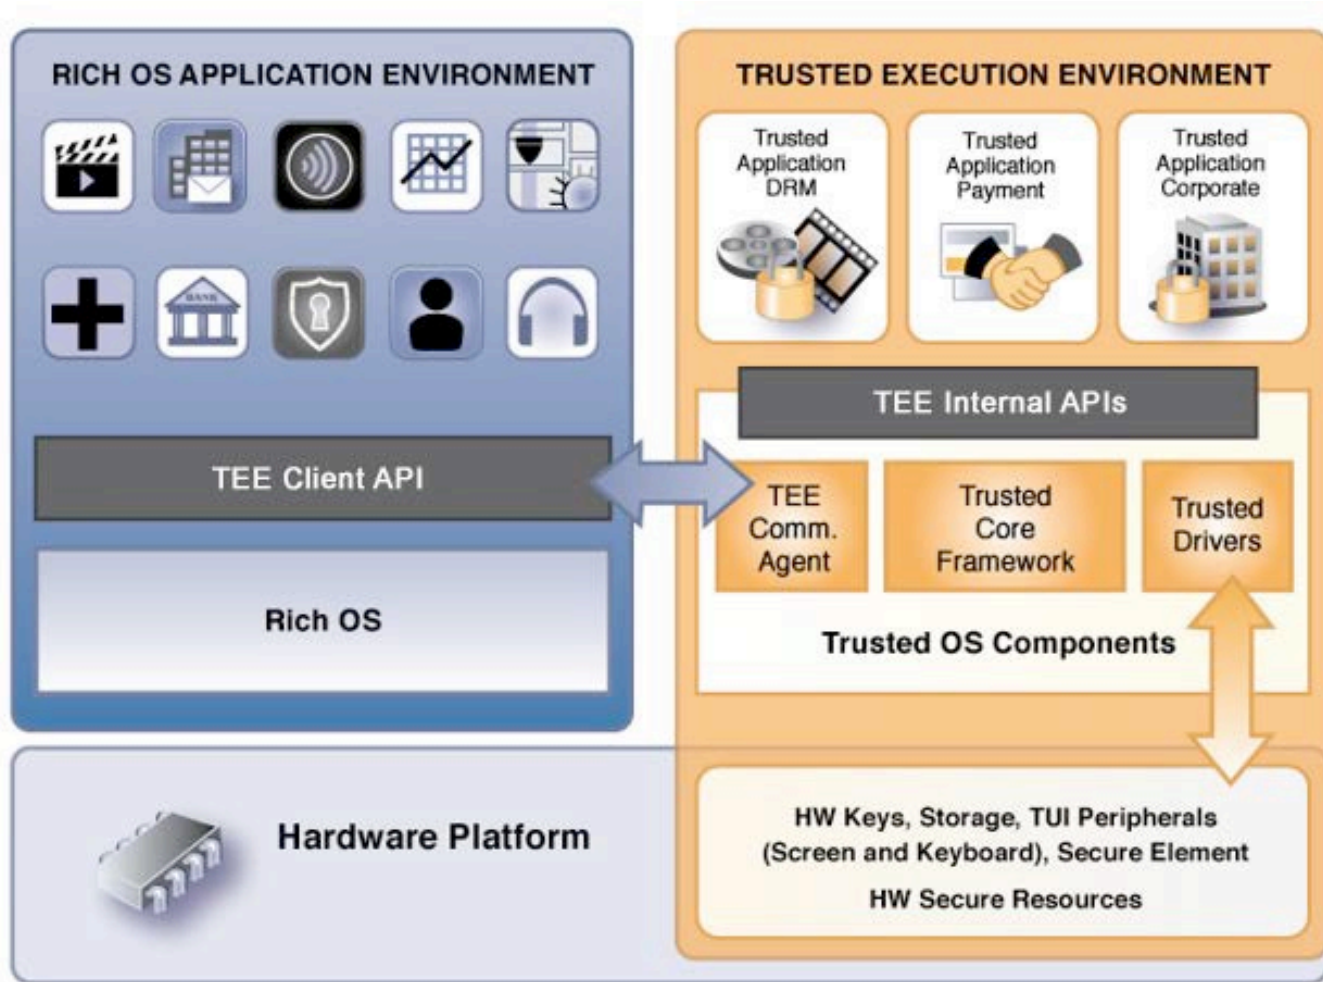 RICH OS APPLICATION ENVIRONMENT
BANK
TEE Client API
Rich OS
TRUSTED EXECUTION ENVIRONMENT
Trusted
Application
DRM
Trusted
Application
Payment
Trusted
Application
Corporate
TEE Internal APIs
TEE
Comm.
Agent
Trusted
Core
Framework
Trusted
Drivers
Trusted OS Components
Hardware Platform
HW Keys, Storage, TUI Peripherals
(Screen and Keyboard), Secure Element
HW Secure Resources